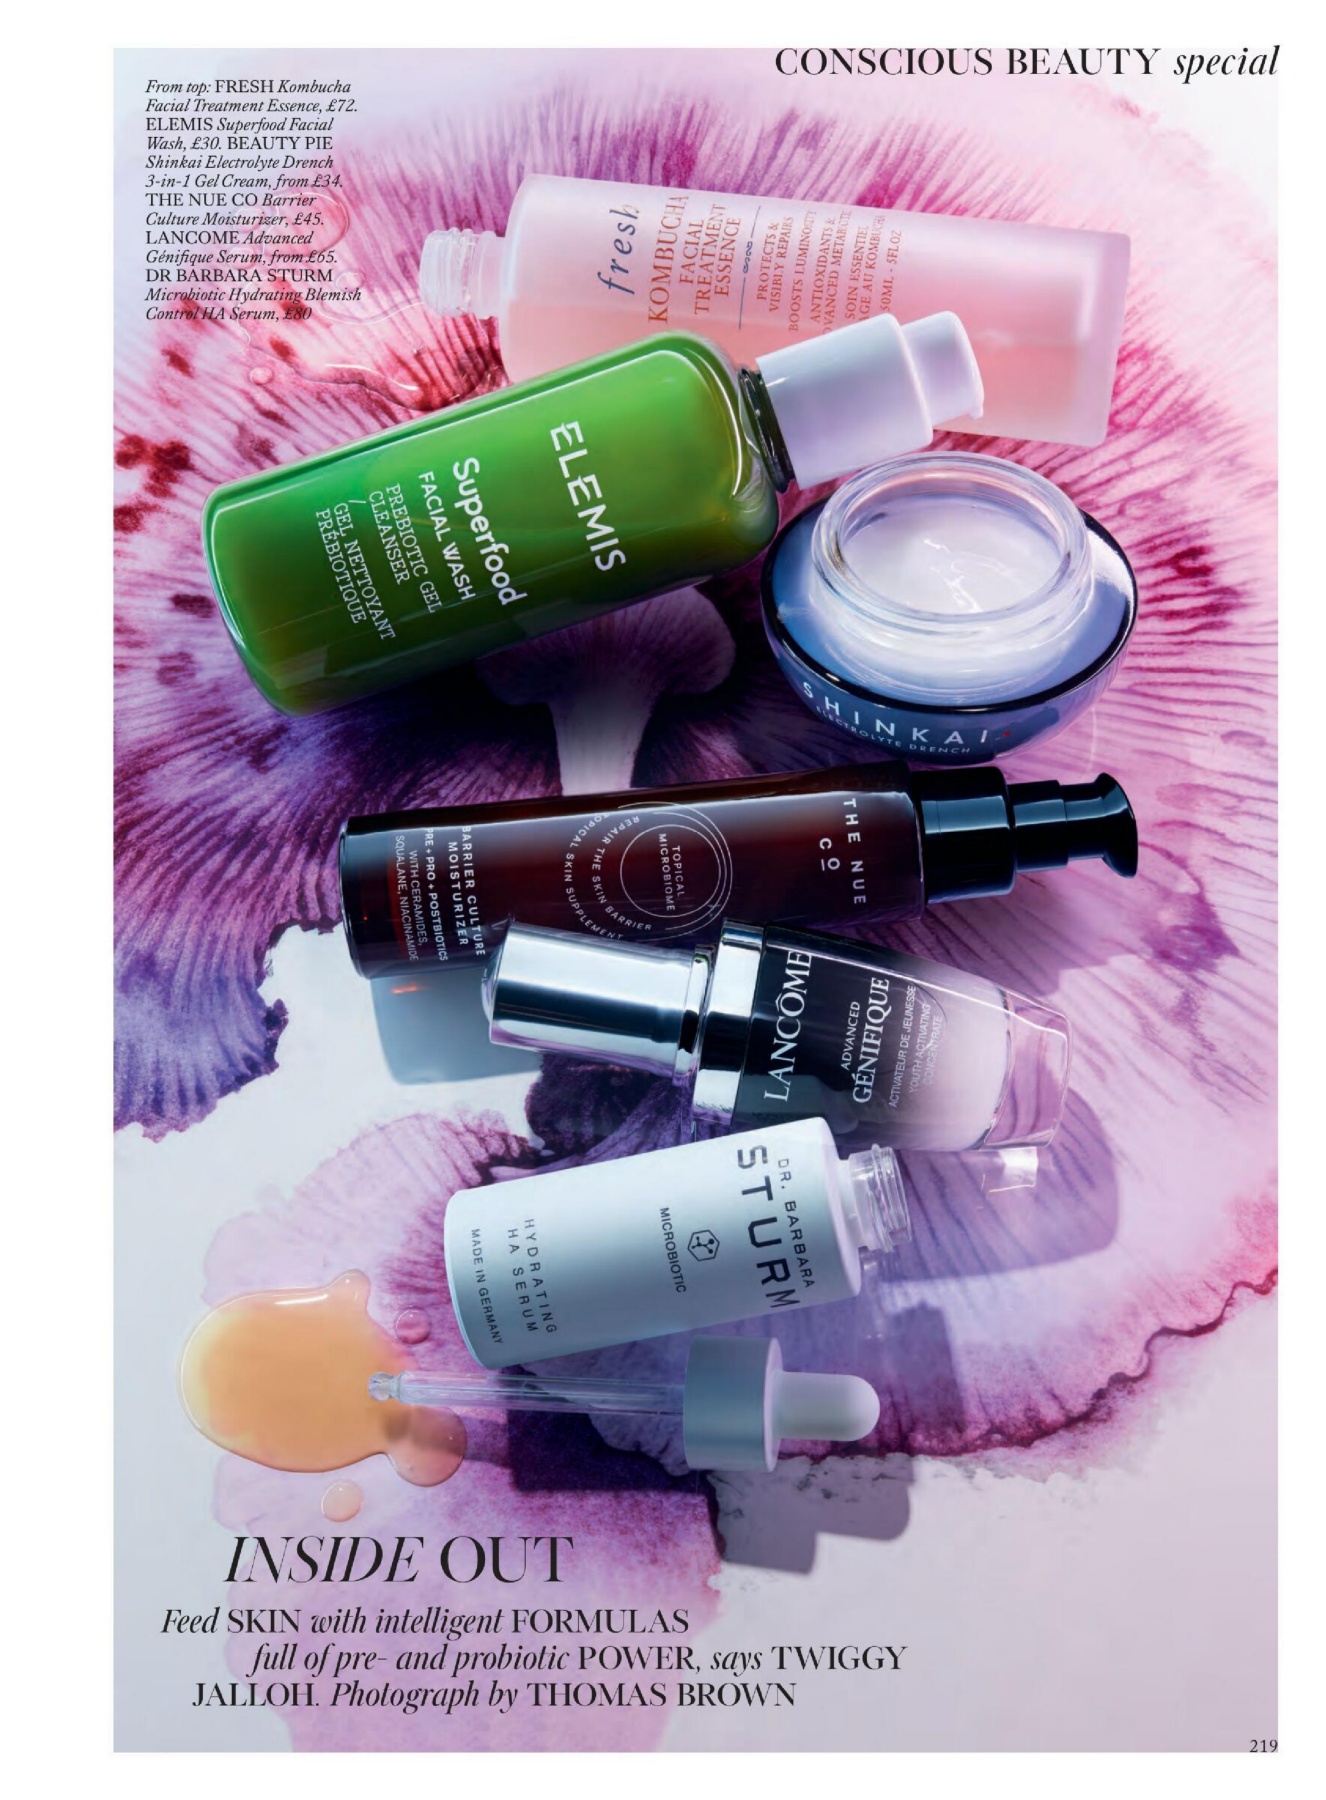 CONSCIOUS BEAUTY special
From top: FRESH Kombucha
Facial Treatment Essence, £72.
ELEMIS Superfood Facial
Wash, £30. BEAUTY PIE
Shinkai Electrolyte Drench
3-in-1 Gel Cream, from £34.
THE NUE CO Barrier
Culture Moisturizer, £45.
LANCOME Advanced
Génifique Serum, from £65.
DR BARBARA STURM
Microbiotic Hydrating Blemish
Control HA Serum, £80
fresh
KOMBUCHA
FACIAL
TREATMENT
ESSENCE
PROTECTS &
VISIBLY REPAIRS
BOOSTS LUMINOSITY
ANTIOXIDANTS &
SOIN ESSENTIEL
AU KOMBUCHA
50ML - 5FL OZ
ELEMIS
Superfood
FACIAL WASH
PREBIOTIC GEL
CLEANSER
/
GEL NETTOYANT
PRÉBIOTIQUE
SHINKAI
ELECTROLYTE DRENCH
THE NUE
CO
TOPICAL
MICROBIOME
REPAIR THE SKIN BARRIER
TOPICAL SKIN SUPPLEMENT
BARRIER CULTURE
MOISTURIZER
PRE+PRO+POSTBIOTICS
WITH CERAMIDES,
SQUALANE, NIACINAMIDE
LANCÔME
ADVANCED
GÉNIFIQUE
ACTIVATEUR DE JEUNESSE
YOUTH ACTIVATING
CONCENTRATE
DR. BARBARA
STURM
MICROBIOTIC
HYDRATING
HA SERUM
MADE IN GERMANY
INSIDE OUT
Feed SKIN with intelligent FORMULAS
full of pre- and probiotic POWER, says TWIGGY
JALLOH. Photograph by THOMAS BROWN
219